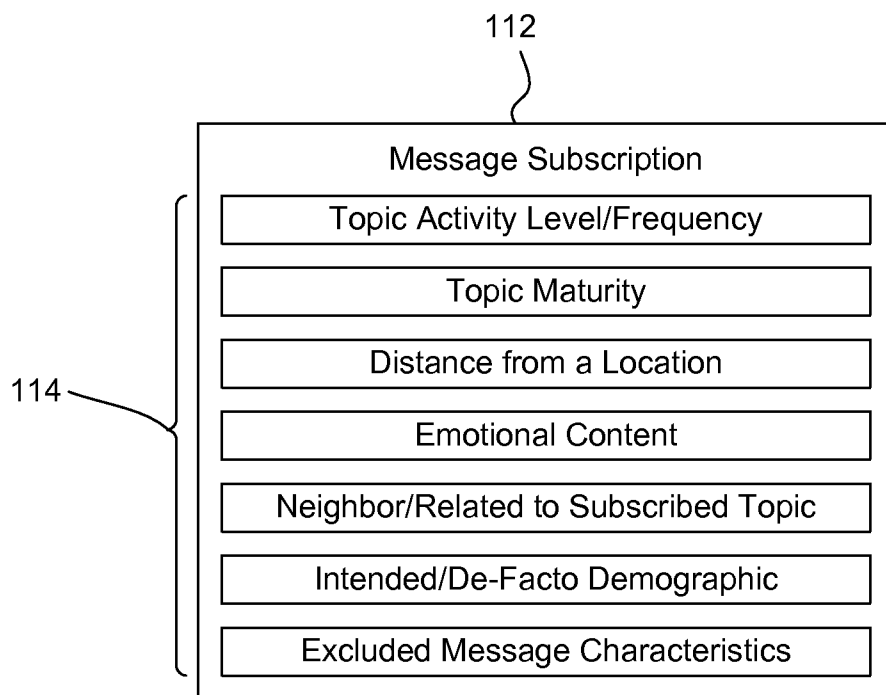 112
Message Subscription
Topic Activity Level/Frequency
Topic Maturity
Distance from a Location
114
Emotional Content
Neighbor/Related to Subscribed Topic
Intended/De-Facto Demographic
Excluded Message Characteristics